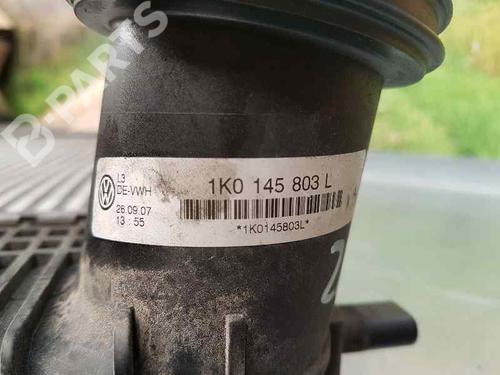 B-PARTS
L3
DE-VWH
26.09.07
13:55
1K0 145 803 L
*1K0145803L*